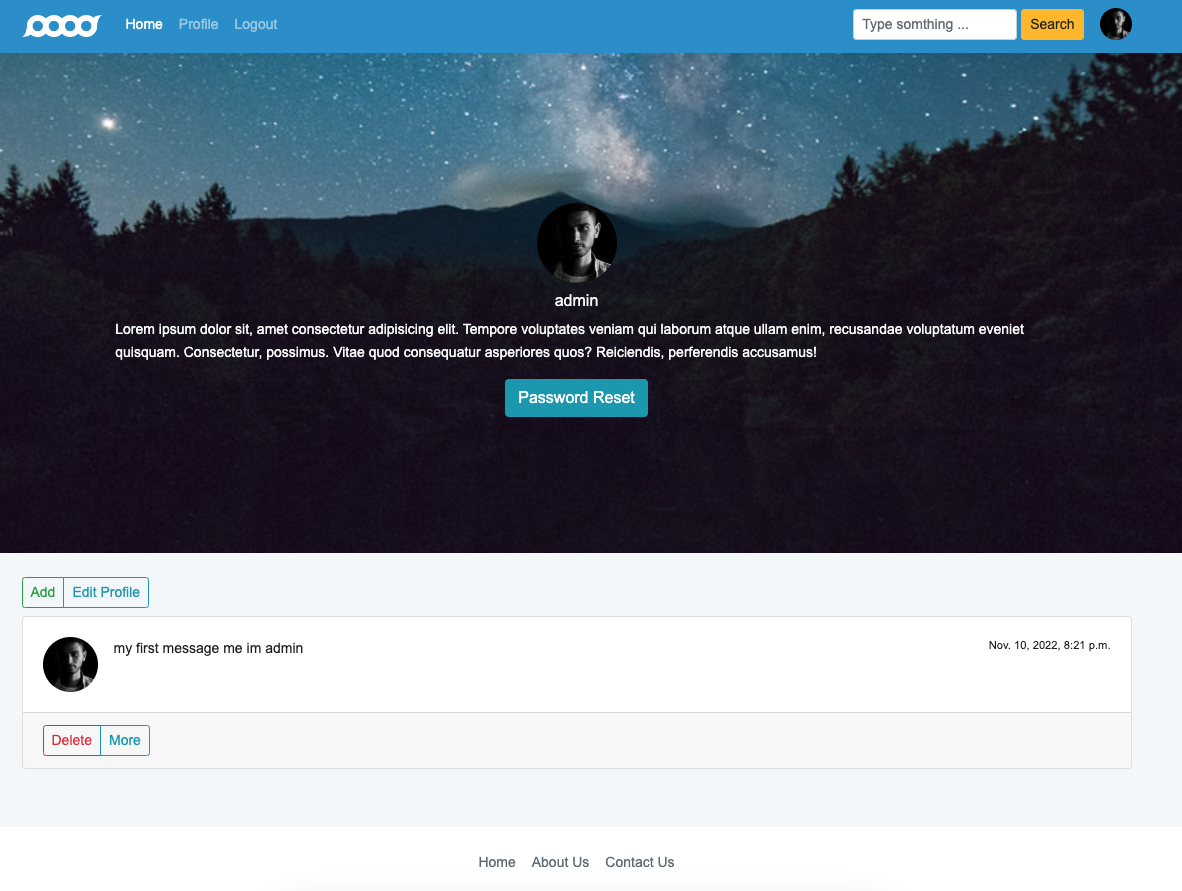 Home Profile Logout Type somthing ... Search
admin
Lorem ipsum dolor sit, amet consectetur adipisicing elit. Tempore voluptates veniam qui laborum atque ullam enim, recusandae voluptatum eveniet
quisquam. Consectetur, possimus. Vitae quod consequatur asperiores quos? Reiciendis, perferendis accusamus!
Password Reset
Add Edit Profile
my first message me im admin Nov. 10, 2022, 8:21 p.m.
Delete More
Home About Us Contact Us